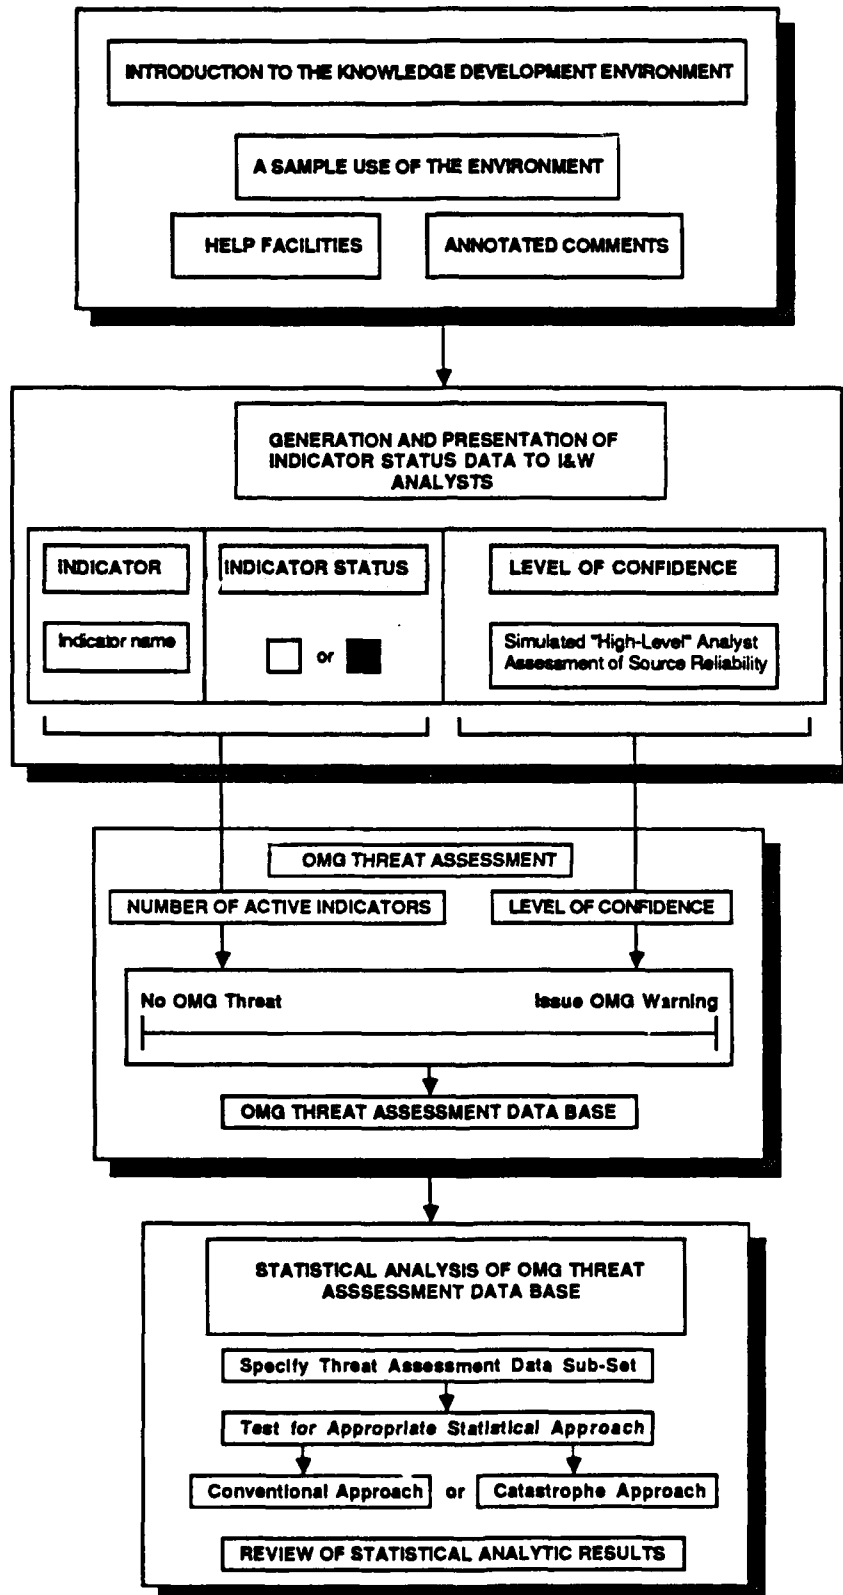 INTRODUCTION TO THE KNOWLEDGE DEVELOPMENT ENVIRONMENT
A SAMPLE USE OF THE ENVIRONMENT
HELP FACILITIES
ANNOTATED COMMENTS
GENERATION AND PRESENTATION OF
INDICATOR STATUS DATA TO I&W
ANALYSTS
INDICATOR
INDICATOR STATUS
LEVEL OF CONFIDENCE
Indicator name
or
Simulated "High-Level" Analyst
Assessment of Source Reliability
OMG THREAT ASSESSMENT
NUMBER OF ACTIVE INDICATORS
LEVEL OF CONFIDENCE
No OMG Threat
Issue OMG Warning
OMG THREAT ASSESSMENT DATA BASE
STATISTICAL ANALYSIS OF OMG THREAT
ASSSESSMENT DATA BASE
Specify Threat Assessment Data Sub-Set
Test for Appropriate Statistical Approach
Conventional Approach or Catastrophe Approach
REVIEW OF STATISTICAL ANALYTIC RESULTS